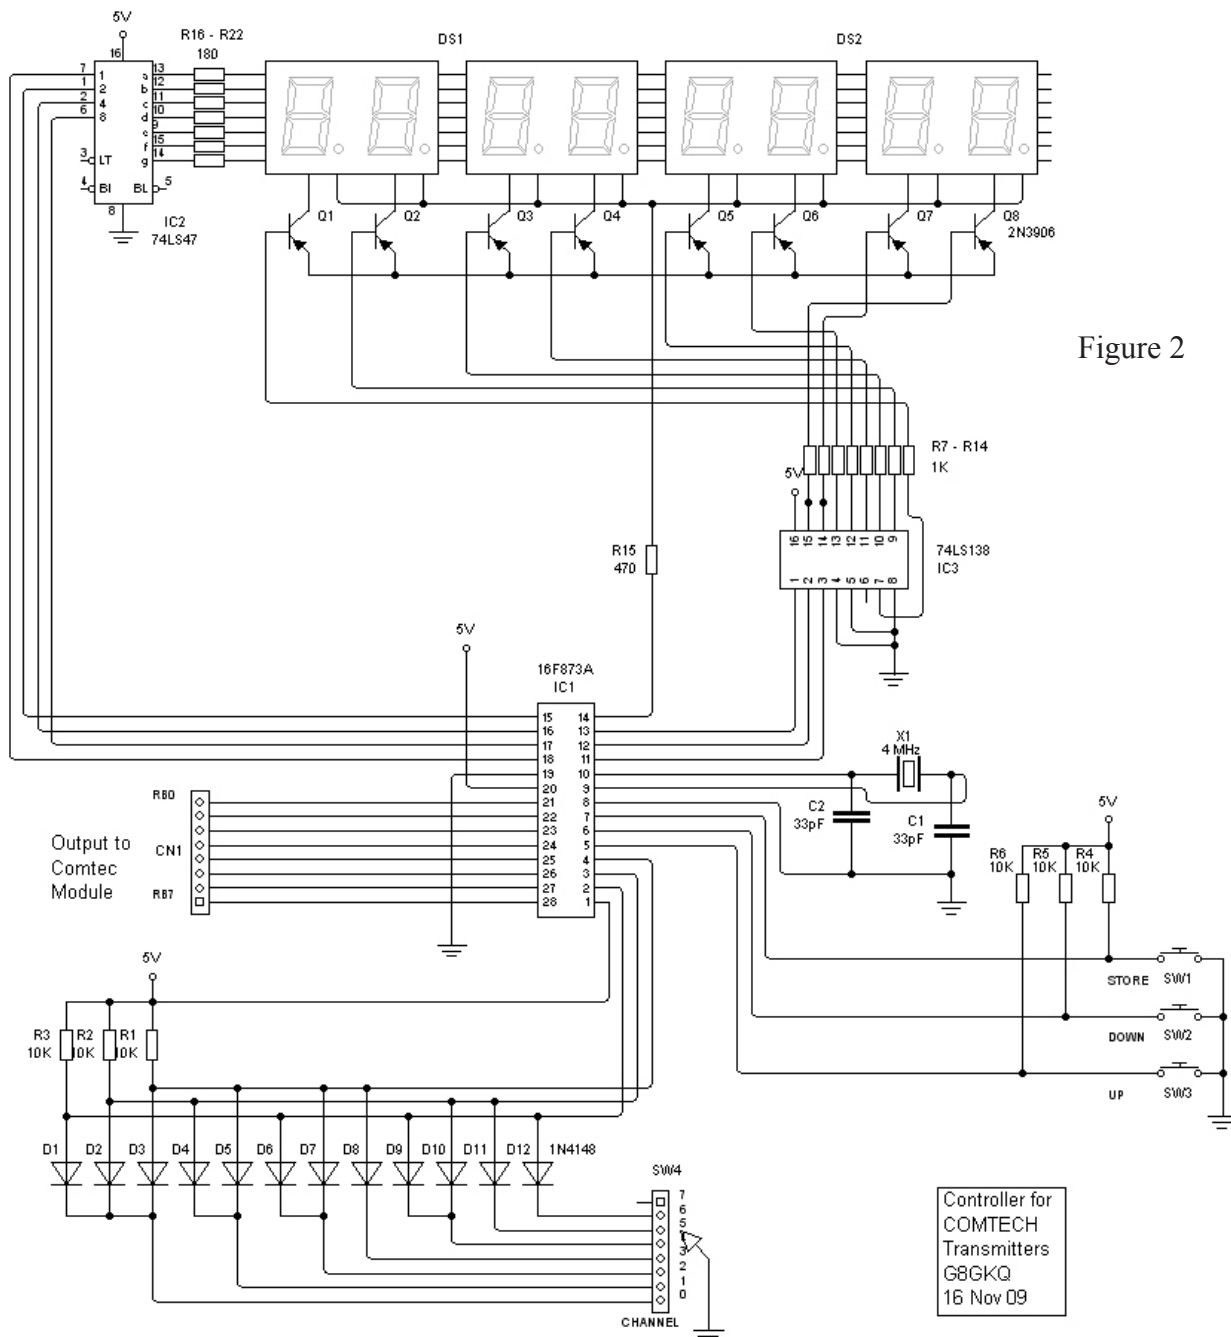 5V
R16 - R22
180
DS1
DS2
16
7
1
2
6
1
2
4
8
a
b
c
d
e
f
g
13
12
11
10
9
15
14
3
LT
4
BI
BL
5
8
IC2
74LS47
Q1
Q2
Q3
Q4
Q5
Q6
Q7
Q8
2N3906
Figure 2
R7 - R14
1K
5V
16
15
14
13
12
11
10
9
74LS138
IC3
1
2
3
4
5
6
7
8
R15
470
5V
16F873A
IC1
15 14
16 13
17 12
18 11
19 10
20 9
21 8
22 7
23 6
24 5
25 4
26 3
27 2
28 1
X1
4 MHz
C2
33pF
C1
33pF
5V
R6
10K
R5
10K
R4
10K
RB0
Output to
Comtec
Module
CN1
RB7
STORE
SW1
DOWN
SW2
UP
SW3
5V
R3
10K
R2
10K
R1
10K
D1
D2
D3
D4
D5
D6
D7
D8
D9
D10
D11
D12
1N4148
SW4
7
6
5
4
3
2
1
0
CHANNEL
Controller for
COMTECH
Transmitters
G8GKQ
16 Nov 09